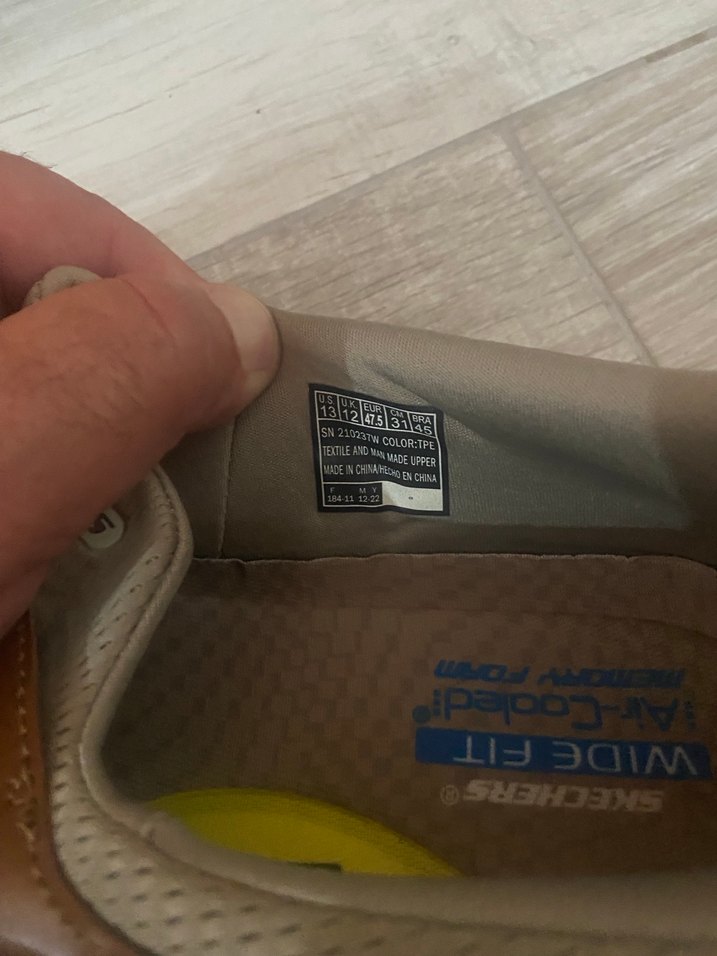 U.S. U.K. EUR CM BRA
13 12 47.5 31 45
SN 210237W COLOR:TPE
TEXTILE AND MAN MADE UPPER
MADE IN CHINA/HECHO EN CHINA
F M Y
184-11 12-22
SKECHERS®
WIDE FIT
Air-Cooled
MEMORY FOAM
S